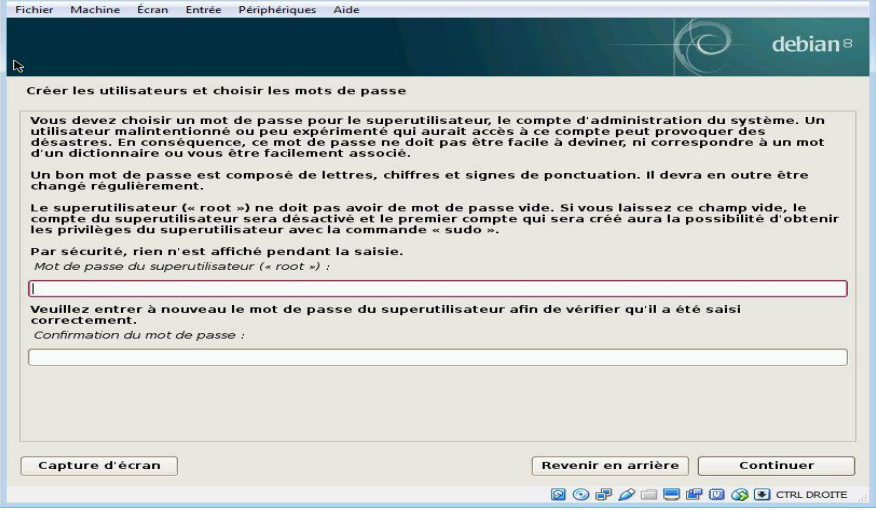 Fichier Machine Écran Entrée Périphériques Aide
debian 8
Créer les utilisateurs et choisir les mots de passe
Vous devez choisir un mot de passe pour le superutilisateur, le compte d'administration du système. Un
utilisateur malintentionné ou peu expérimenté qui aurait accès à ce compte peut provoquer des
désastres. En conséquence, ce mot de passe ne doit pas être facile à deviner, ni correspondre à un mot
d'un dictionnaire ou vous être facilement associé.
Un bon mot de passe est composé de lettres, chiffres et signes de ponctuation. Il devra en outre être
changé régulièrement.
Le superutilisateur (« root ») ne doit pas avoir de mot de passe vide. Si vous laissez ce champ vide, le
compte du superutilisateur sera désactivé et le premier compte qui sera créé aura la possibilité d'obtenir
les privilèges du superutilisateur avec la commande « sudo ».
Par sécurité, rien n'est affiché pendant la saisie.
Mot de passe du superutilisateur (« root ») :
Veuillez entrer à nouveau le mot de passe du superutilisateur afin de vérifier qu'il a été saisi
correctement.
Confirmation du mot de passe :
Capture d'écran Revenir en arrière Continuer
CTRL DROITE